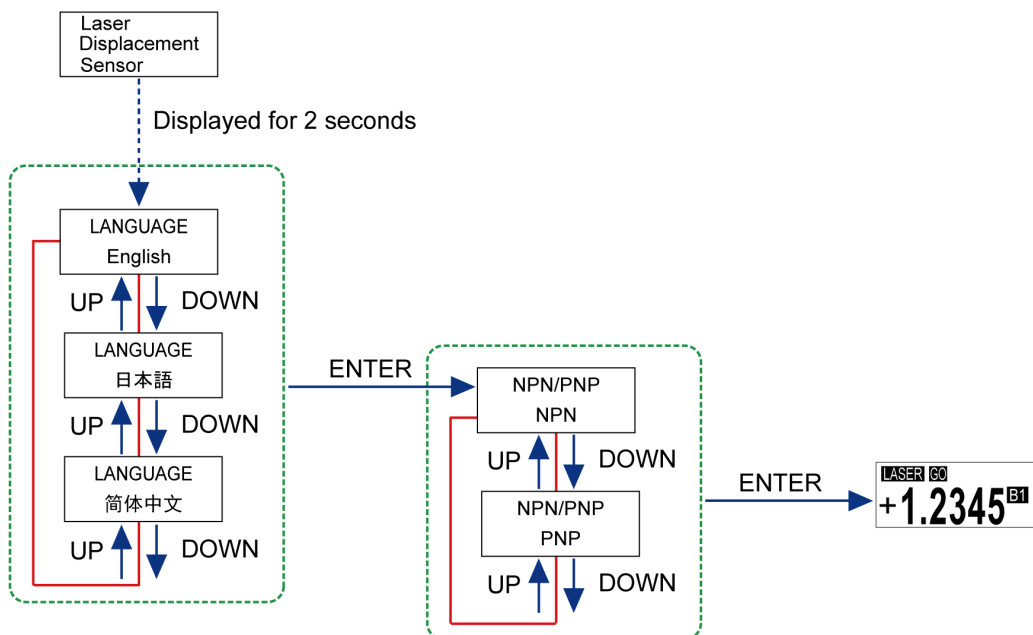 Laser
Displacement
Sensor
Displayed for 2 seconds
LANGUAGE
English
UP
DOWN
LANGUAGE
日本語
UP
DOWN
LANGUAGE
简体中文
UP
DOWN
ENTER
NPN/PNP
NPN
UP
DOWN
NPN/PNP
PNP
UP
DOWN
ENTER
LASER GO
+1.2345 B1